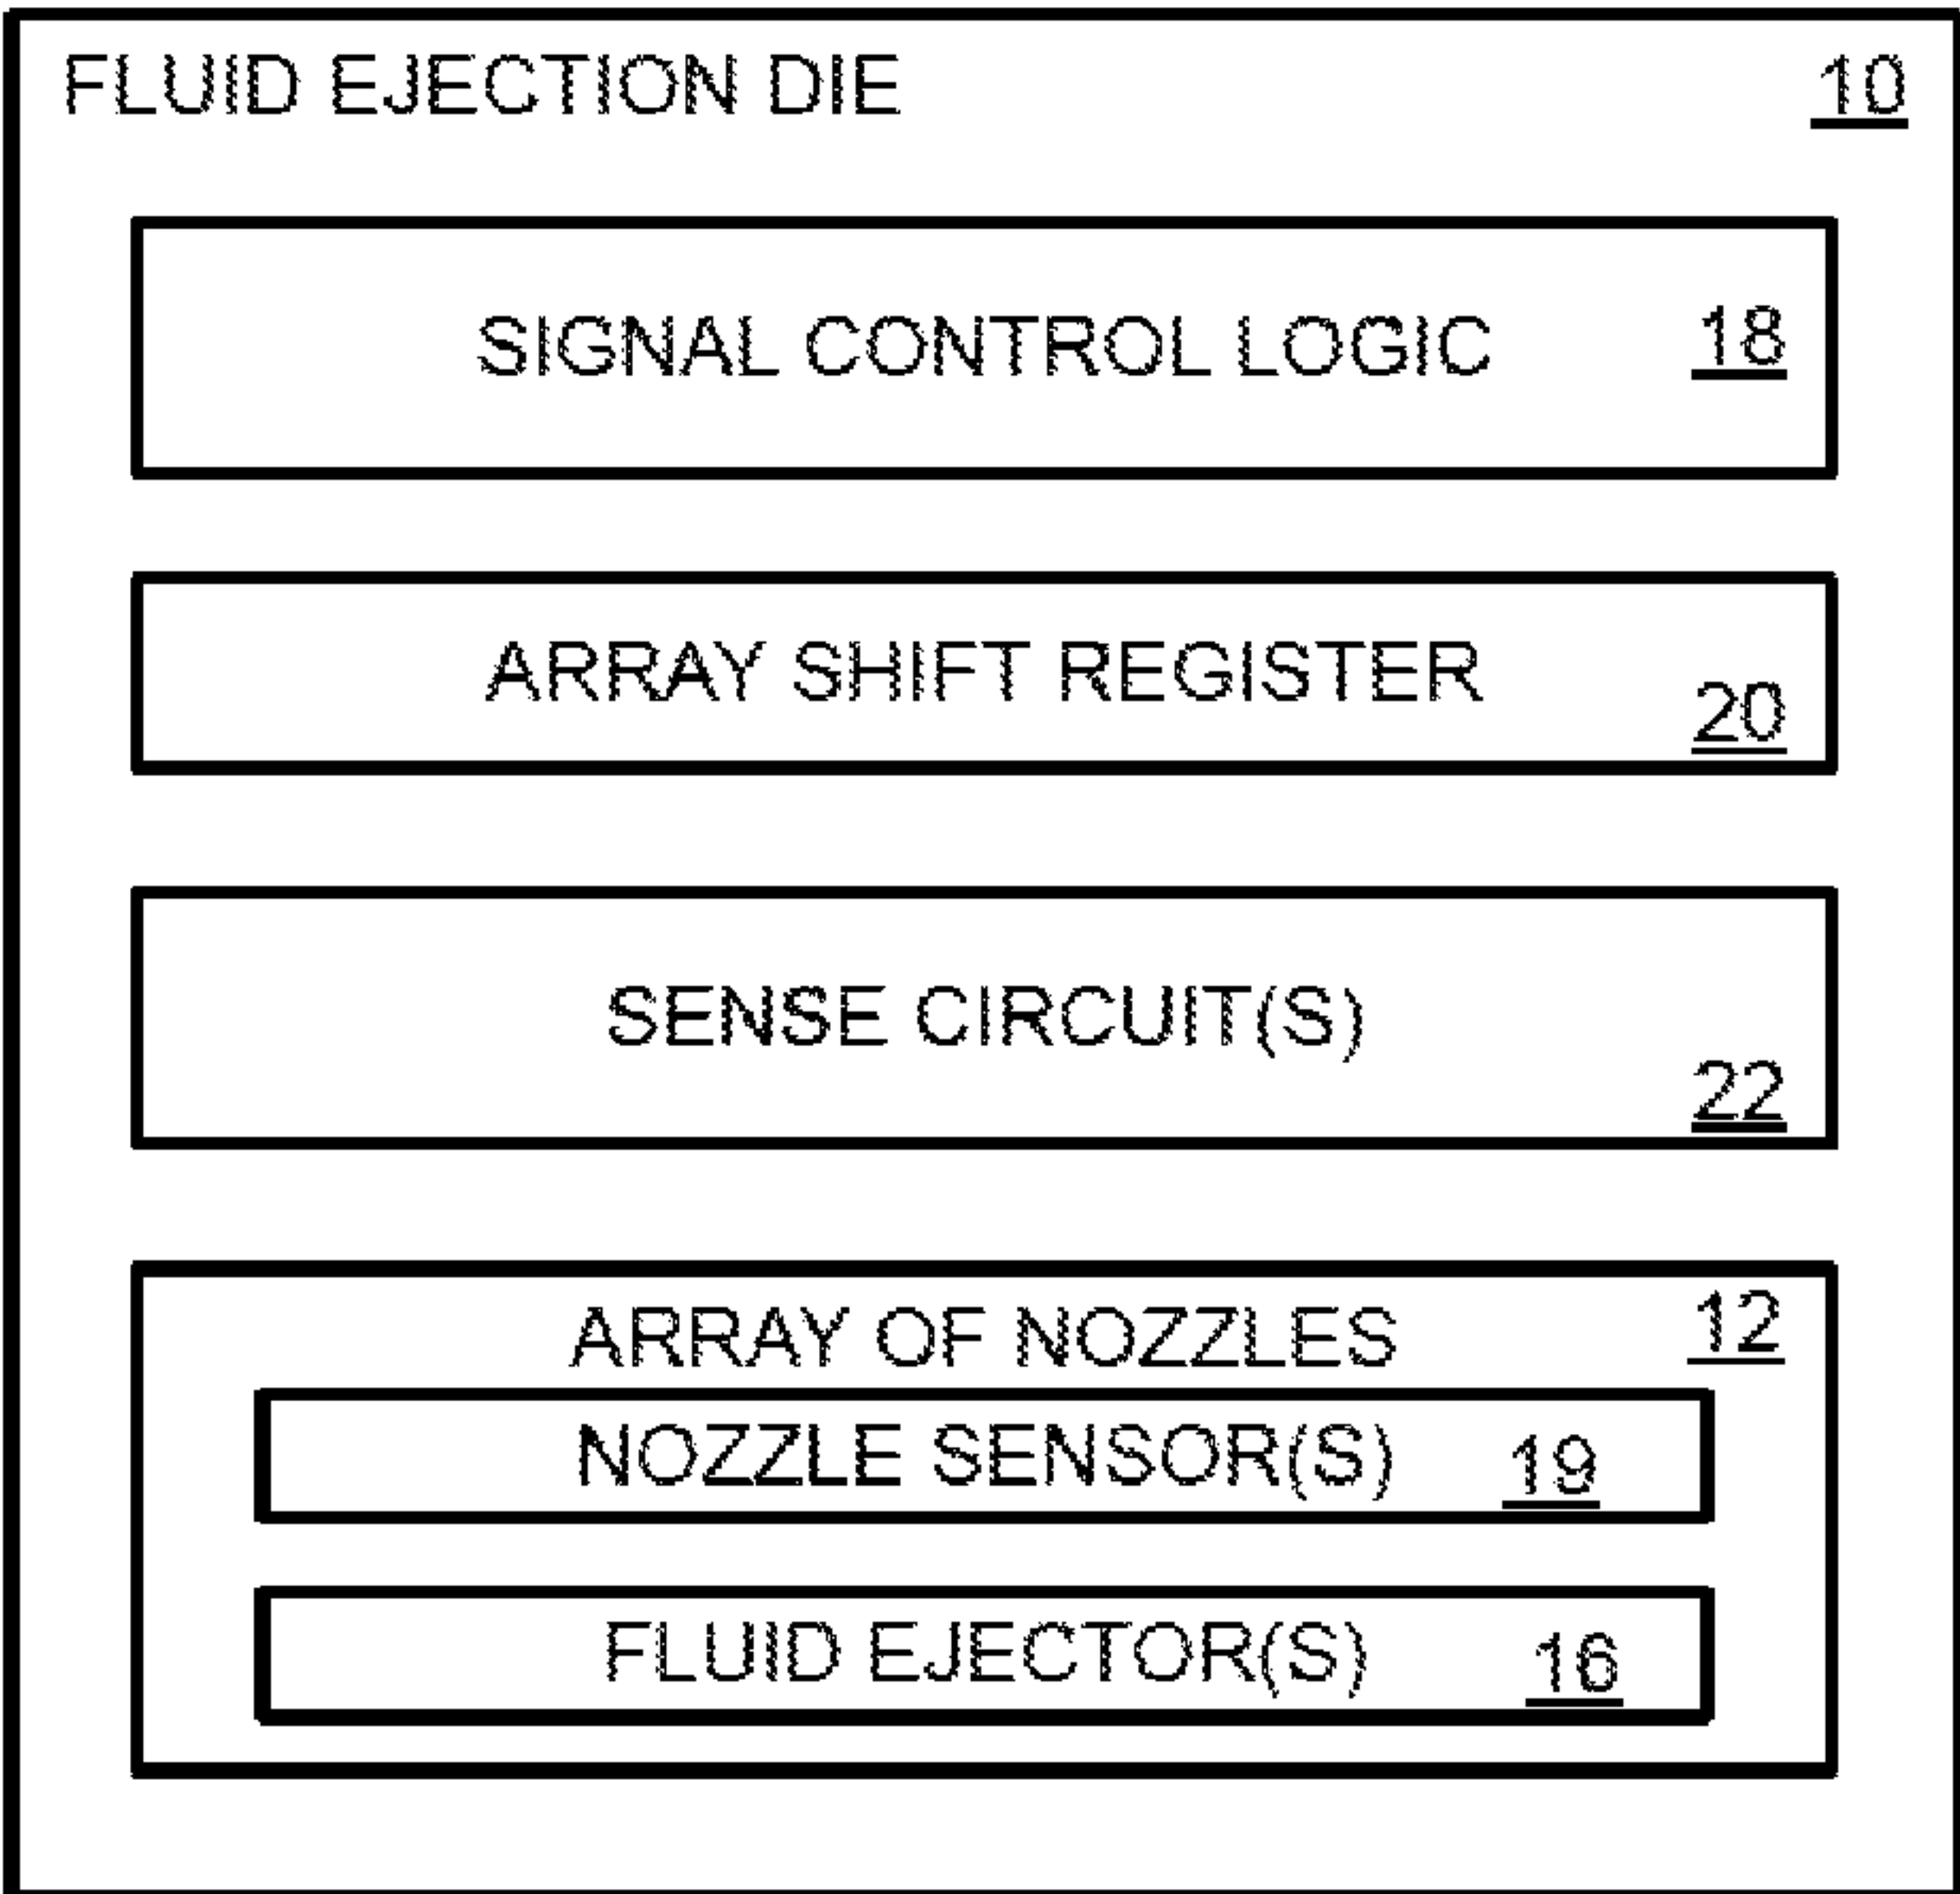 FLUID EJECTION DIE 10
SIGNAL CONTROL LOGIC 18
ARRAY SHIFT REGISTER 20
SENSE CIRCUIT(S) 22
ARRAY OF NOZZLES 12
NOZZLE SENSOR(S) 19
FLUID EJECTOR(S) 16